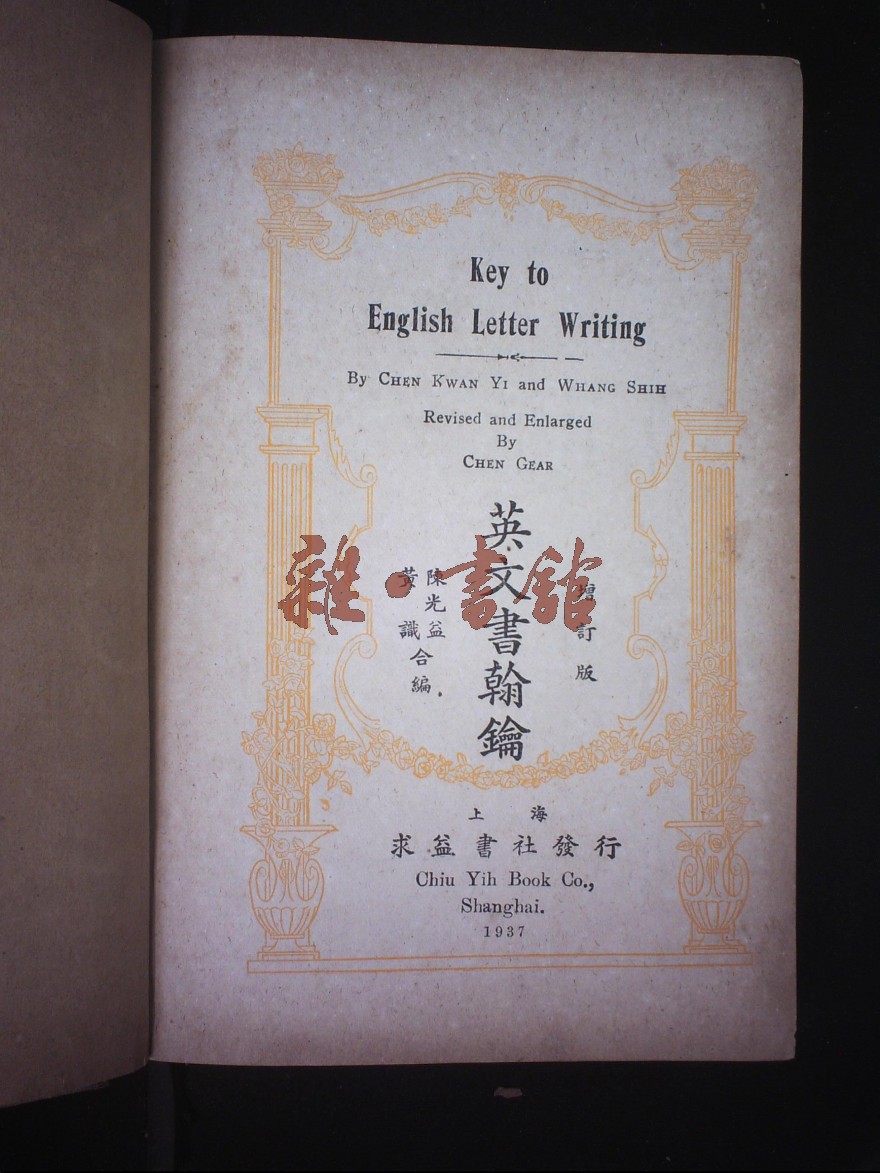 Key to
English Letter Writing
By CHEN KWAN YI and WHANG SHIH
Revised and Enlarged
By
CHEN GEAR
增訂版
英文書翰鑰
陳光益
黃識合編
雜·書館
上海
求益書社發行
Chiu Yih Book Co.,
Shanghai.
1937